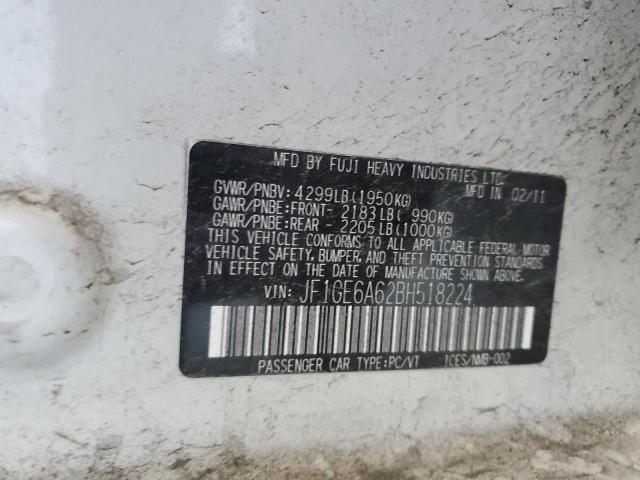 MFD BY FUJI HEAVY INDUSTRIES LTD.
MFD IN 02/11
GVWR/PNBV: 4299LB(1950KG)
GAWR/PNBE:FRONT- 2183LB( 990KG)
GAWR/PNBE:REAR - 2205LB(1000KG)
THIS VEHICLE CONFORMS TO ALL APPLICABLE FEDERAL MOTOR
VEHICLE SAFETY, BUMPER, AND THEFT PREVENTION STANDARDS
IN EFFECT ON THE DATE OF MANUFACTURE SHOWN ABOVE.
VIN: JF1GE6A62BH518224
PASSENGER CAR TYPE:PC/VT ICES/NMB-002